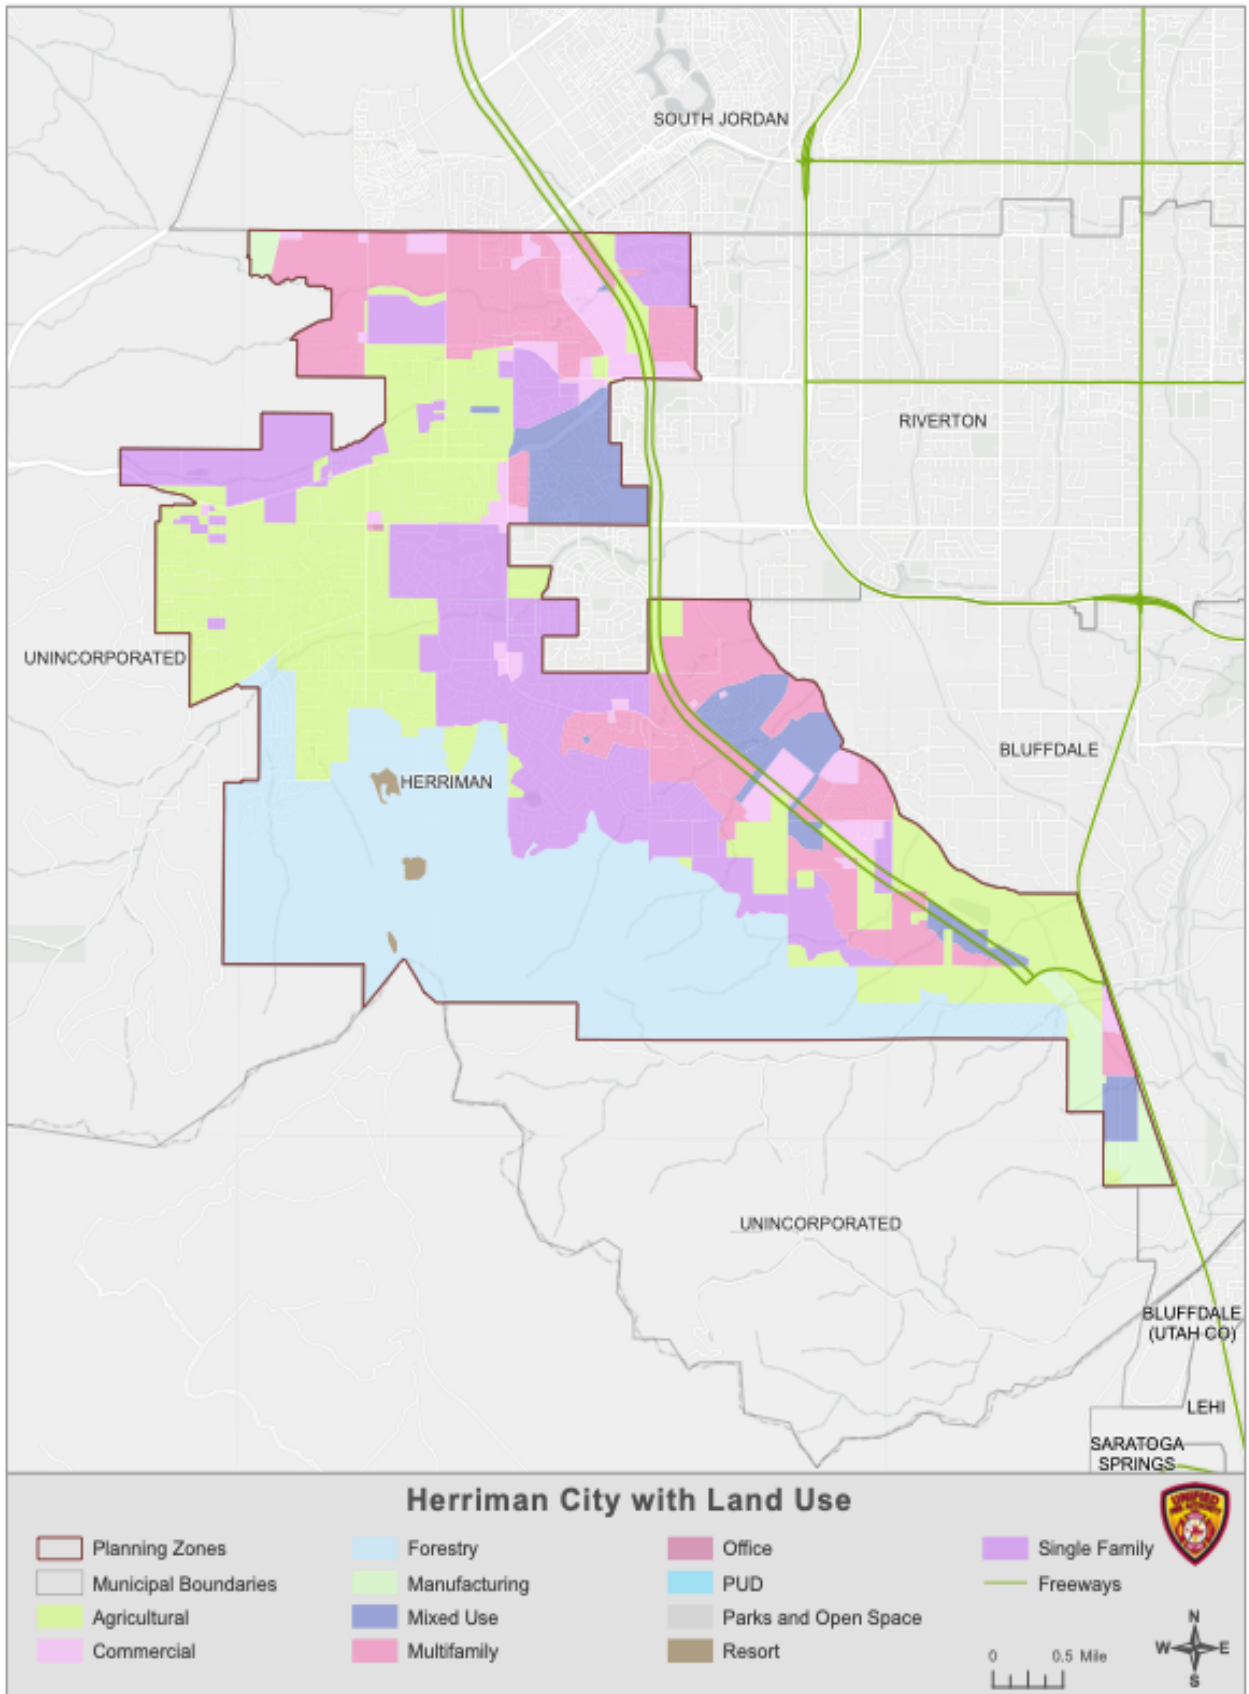 SOUTH JORDAN
RIVERTON
UNINCORPORATED
BLUFFDALE
HERRIMAN
UNINCORPORATED
BLUFFDALE
(UTAH CO)
LEHI
SARATOGA
SPRINGS
Herriman City with Land Use
Planning Zones
Municipal Boundaries
Agricultural
Commercial
Forestry
Manufacturing
Mixed Use
Multifamily
Office
PUD
Parks and Open Space
Resort
Single Family
Freeways
UNIFIED
0 0.5 Mile
N
W E
S